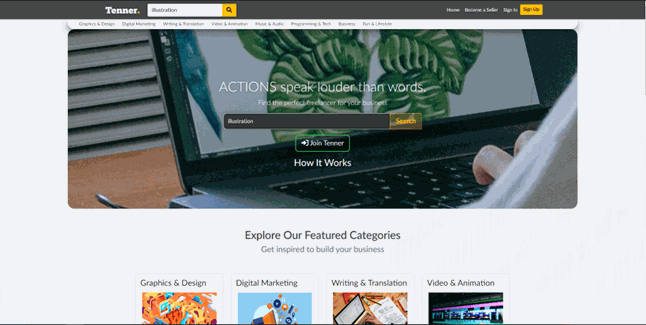 Tenner.
illustration
Home Become a Seller Sign In Sign Up
Graphics & Design Digital Marketing Writing & Translation Video & Animation Music & Audio Programming & Tech Business Fun & Lifestyle
ACTIONS speak louder than words.
Find the perfect freelancer for your business
illustration
Search
Join Tenner
How It Works
Explore Our Featured Categories
Get inspired to build your business
Graphics & Design
Digital Marketing
Writing & Translation
Video & Animation